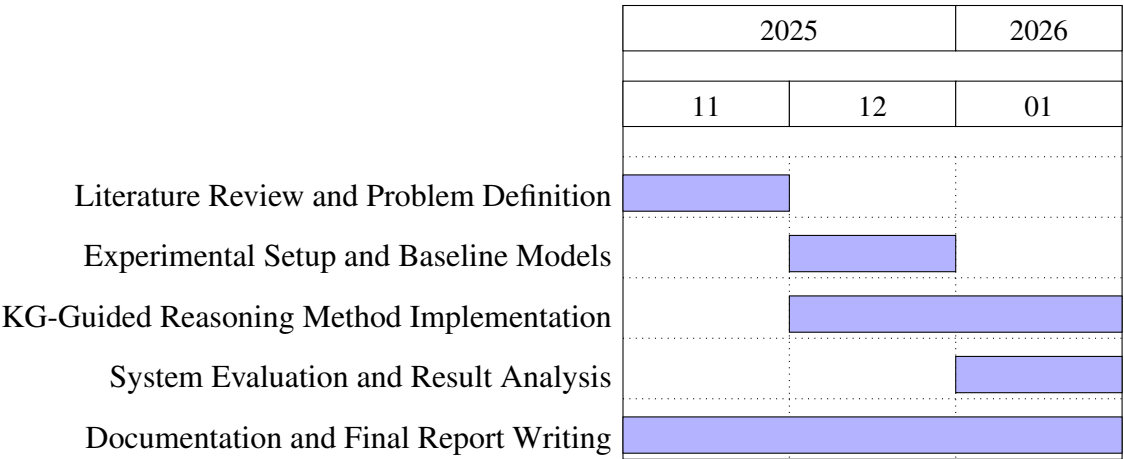 2025 2026
11 12 01
Literature Review and Problem Definition
Experimental Setup and Baseline Models
KG-Guided Reasoning Method Implementation
System Evaluation and Result Analysis
Documentation and Final Report Writing